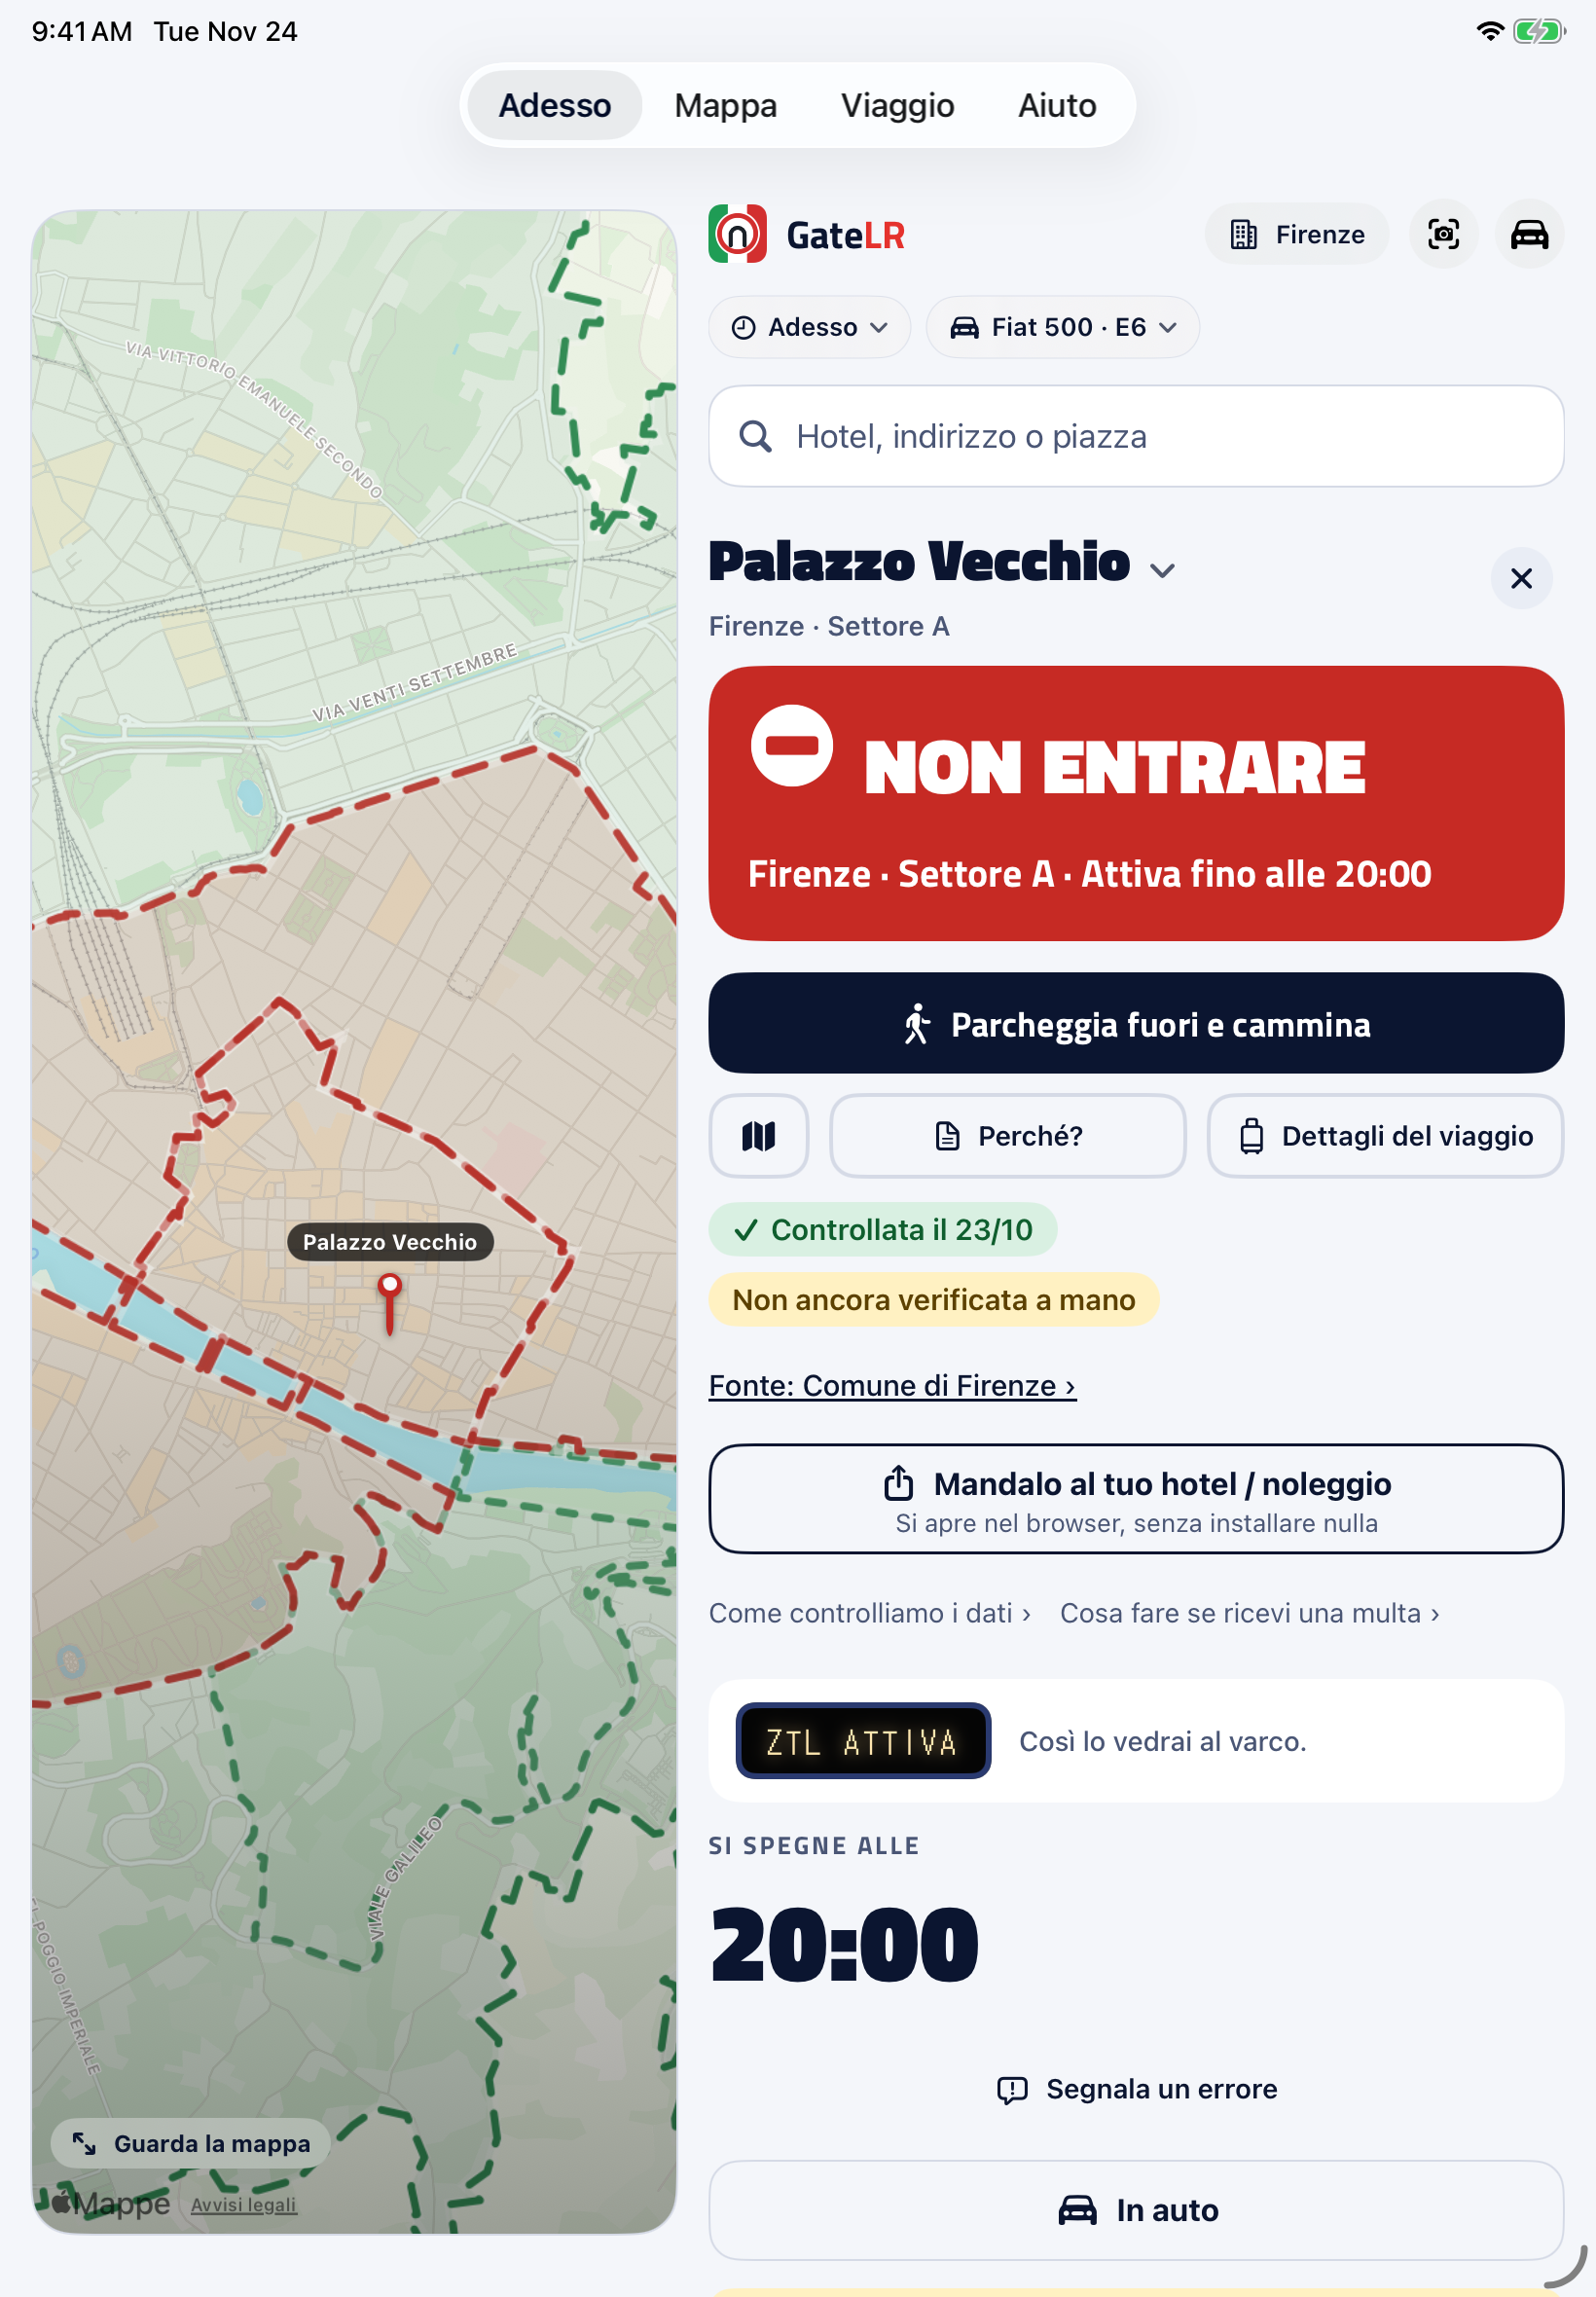 9:41 AM Tue Nov 24
Adesso Mappa Viaggio Aiuto
VIA VITTORIO EMANUELE SECONDO
VIA VENTI SETTEMBRE
Palazzo Vecchio
VIALE GALILEO
POGGIO IMPERIALE
Guarda la mappa
Mappe Avvisi legali
GateLR
Firenze
Adesso
Fiat 500 · E6
Hotel, indirizzo o piazza
Palazzo Vecchio
Firenze · Settore A
NON ENTRARE
Firenze · Settore A · Attiva fino alle 20:00
Parcheggia fuori e cammina
Perché?
Dettagli del viaggio
Controllata il 23/10
Non ancora verificata a mano
Fonte: Comune di Firenze ›
Mandalo al tuo hotel / noleggio
Si apre nel browser, senza installare nulla
Come controlliamo i dati › Cosa fare se ricevi una multa ›
ZTL ATTIVA
Così lo vedrai al varco.
SI SPEGNE ALLE
20:00
Segnala un errore
In auto